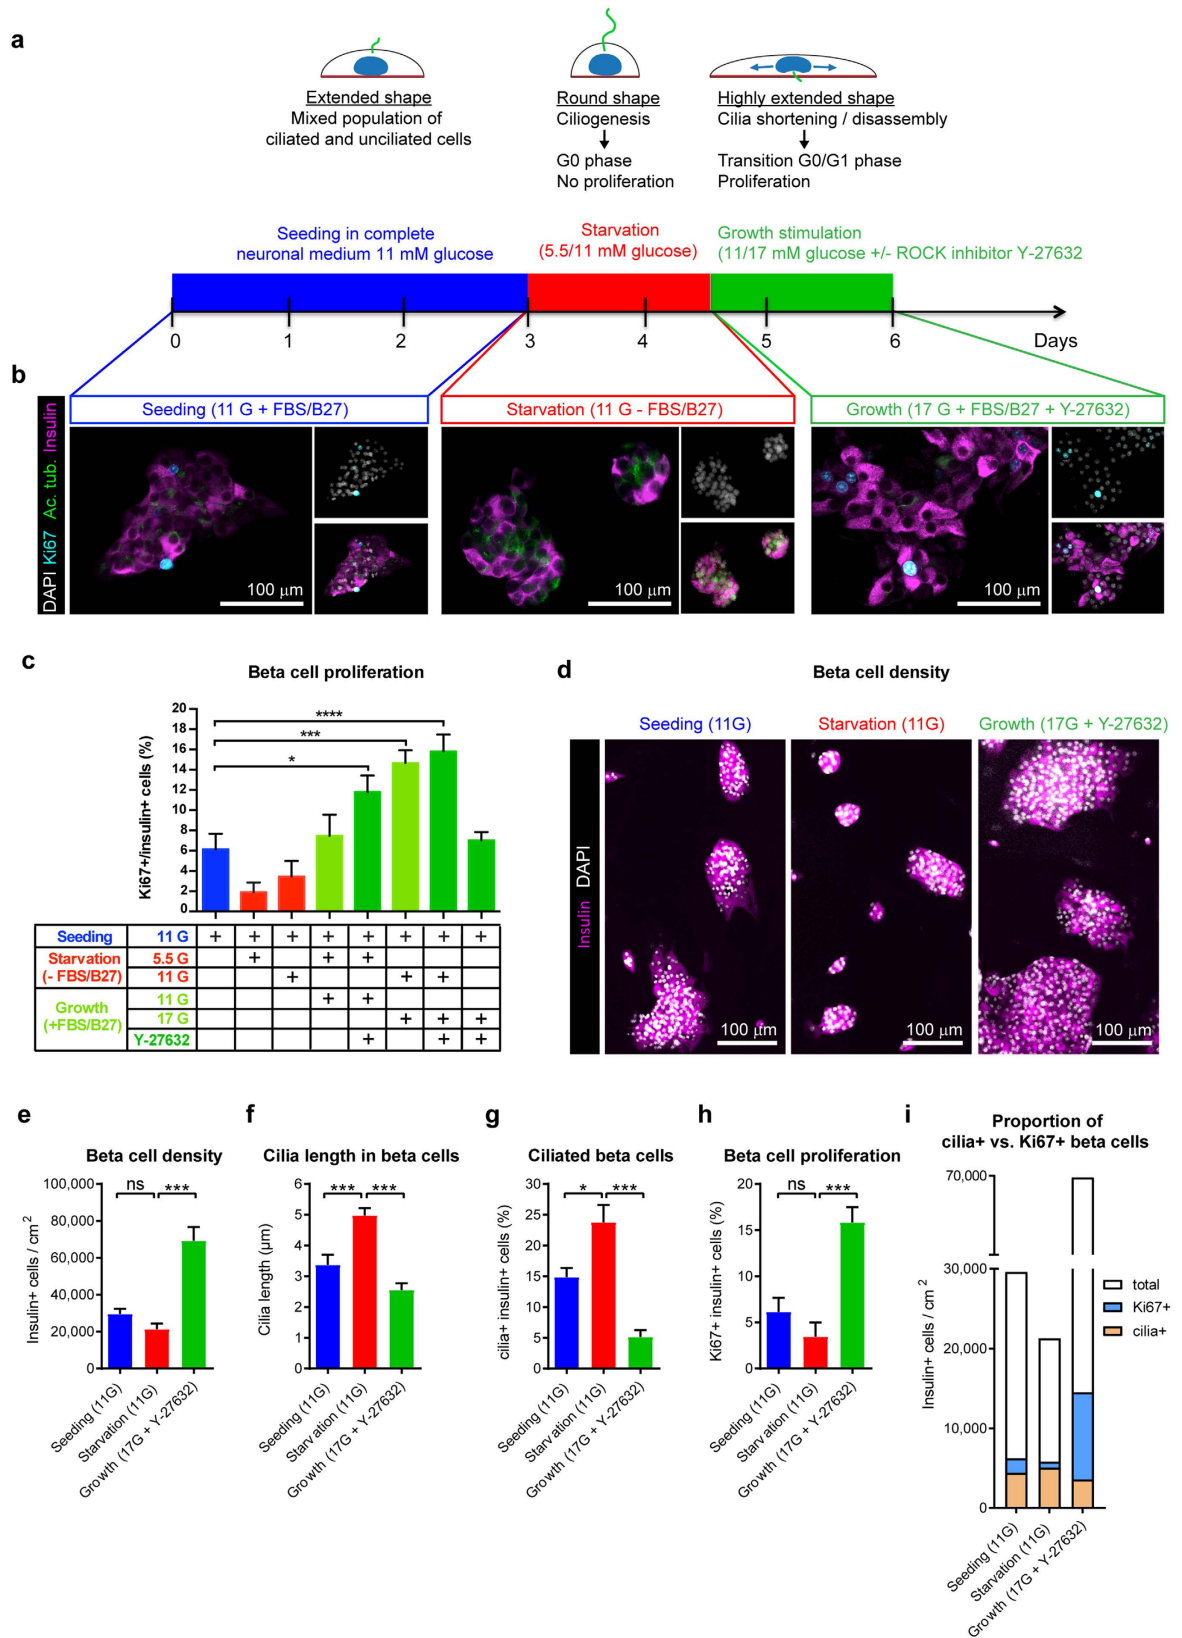 a
Extended shape
Mixed population of
ciliated and unciliated cells
Round shape
Ciliogenesis
G0 phase
No proliferation
Highly extended shape
Cilia shortening / disassembly
Transition G0/G1 phase
Proliferation
Seeding in complete
neuronal medium 11 mM glucose
Starvation
(5.5/11 mM glucose)
Growth stimulation
(11/17 mM glucose +/- ROCK inhibitor Y-27632
0 1 2 3 4 5 6 Days
b
DAPI Ki67 Ac. tub. Insulin
Seeding (11 G + FBS/B27)
Starvation (11 G - FBS/B27)
Growth (17 G + FBS/B27 + Y-27632)
100 µm
100 µm
100 µm
c
Beta cell proliferation
Ki67+/insulin+ cells (%)
20
18
16
14
12
10
8
6
4
2
0
****
***
*
Seeding 11 G + + + + + + + +
Starvation 5.5 G + + +
(- FBS/B27) 11 G + + +
Growth 11 G + +
(+FBS/B27) 17 G + + +
Y-27632 + + +
d
Beta cell density
Seeding (11G)
Starvation (11G)
Growth (17G + Y-27632)
Insulin DAPI
100 µm
100 µm
100 µm
e
Beta cell density
Insulin+ cells / cm2
100,000
80,000
60,000
40,000
20,000
0
ns ***
Seeding (11G)
Starvation (11G)
Growth (17G + Y-27632)
f
Cilia length in beta cells
Cilia length (µm)
6
5
4
3
2
1
0
*** ***
Seeding (11G)
Starvation (11G)
Growth (17G + Y-27632)
g
Ciliated beta cells
cilia+ insulin+ cells (%)
30
25
20
15
10
5
0
* ***
Seeding (11G)
Starvation (11G)
Growth (17G + Y-27632)
h
Beta cell proliferation
Ki67+ insulin+ cells (%)
20
15
10
5
0
ns ***
Seeding (11G)
Starvation (11G)
Growth (17G + Y-27632)
i
Proportion of
cilia+ vs. Ki67+ beta cells
Insulin+ cells / cm2
70,000
30,000
20,000
10,000
0
total
Ki67+
cilia+
Seeding (11G)
Starvation (11G)
Growth (17G + Y-27632)